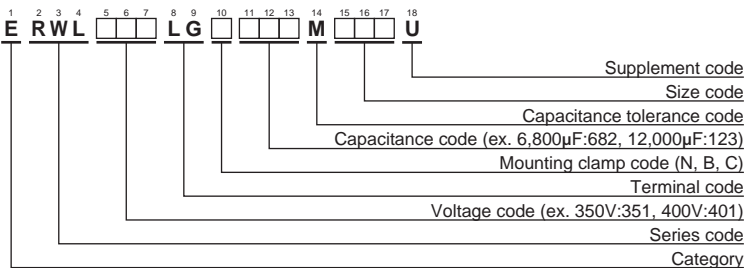 1 2 3 4 5 6 7 8 9 10 11 12 13 14 15 16 17 18
E RWL □□□ LG □ □□□ M □□□ U
Supplement code
Size code
Capacitance tolerance code
Capacitance code (ex. 6,800µF:682, 12,000µF:123)
Mounting clamp code (N, B, C)
Terminal code
Voltage code (ex. 350V:351, 400V:401)
Series code
Category